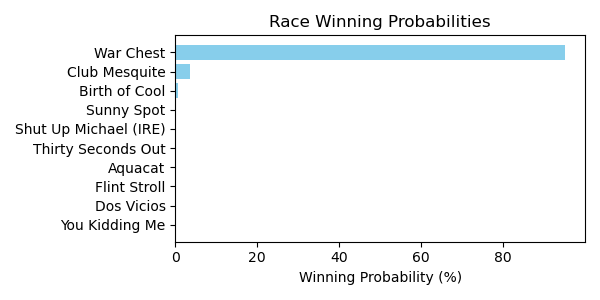 Race Winning Probabilities
War Chest
Club Mesquite
Birth of Cool
Sunny Spot
Shut Up Michael (IRE)
Thirty Seconds Out
Aquacat
Flint Stroll
Dos Vicios
You Kidding Me
0 20 40 60 80
Winning Probability (%)